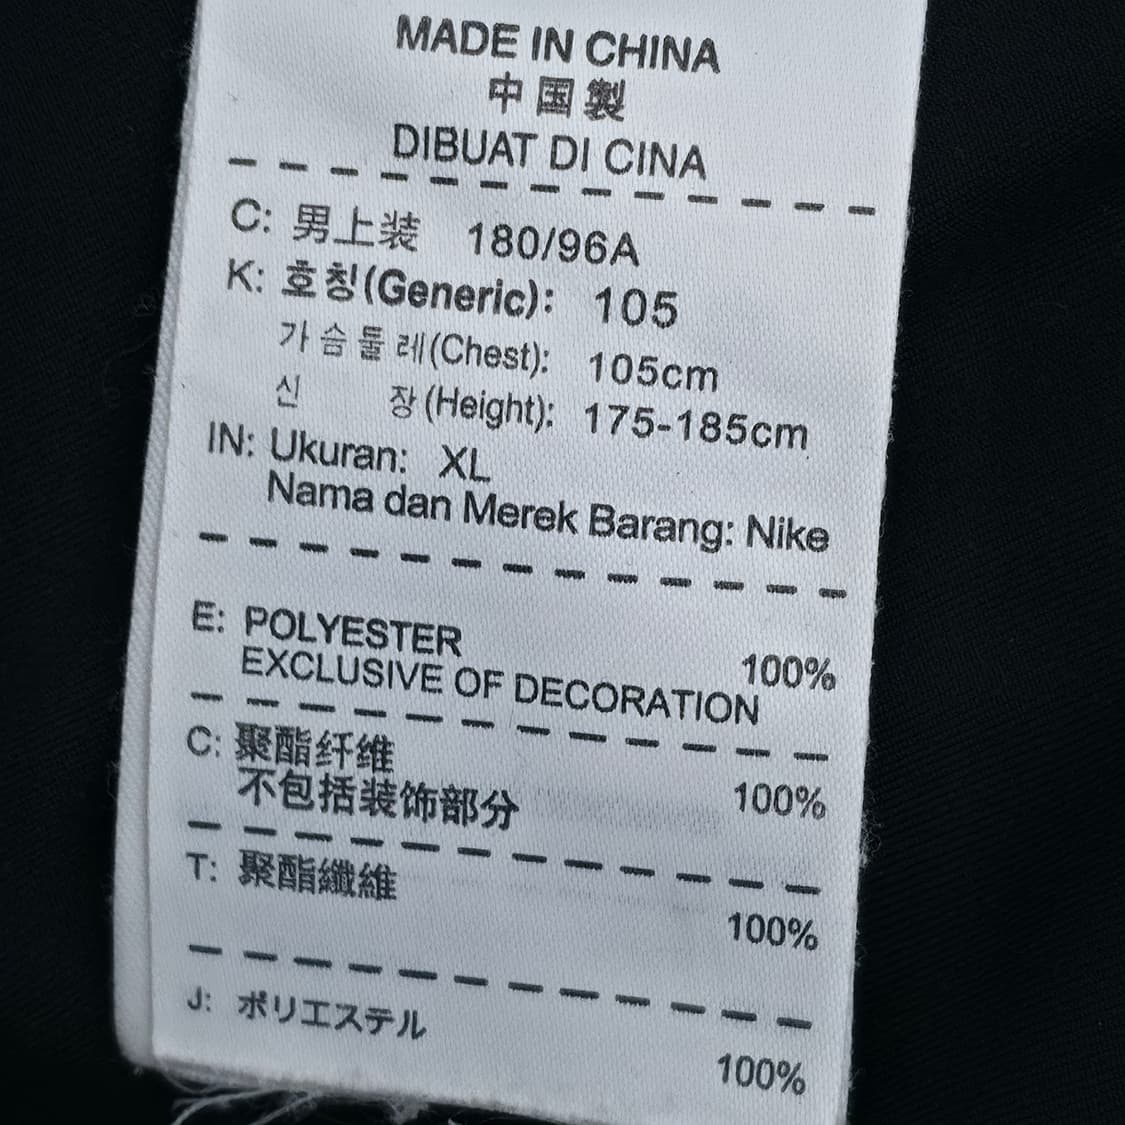 MADE IN CHINA
中国製
DIBUAT DI CINA
C: 男上装 180/96A
K: 호칭(Generic): 105
가슴둘레(Chest): 105cm
신 장(Height): 175-185cm
IN: Ukuran: XL
Nama dan Merek Barang: Nike
E: POLYESTER 100%
EXCLUSIVE OF DECORATION
C: 聚酯纤维 100%
不包括装饰部分
T: 聚酯纖維 100%
J: ポリエステル 100%